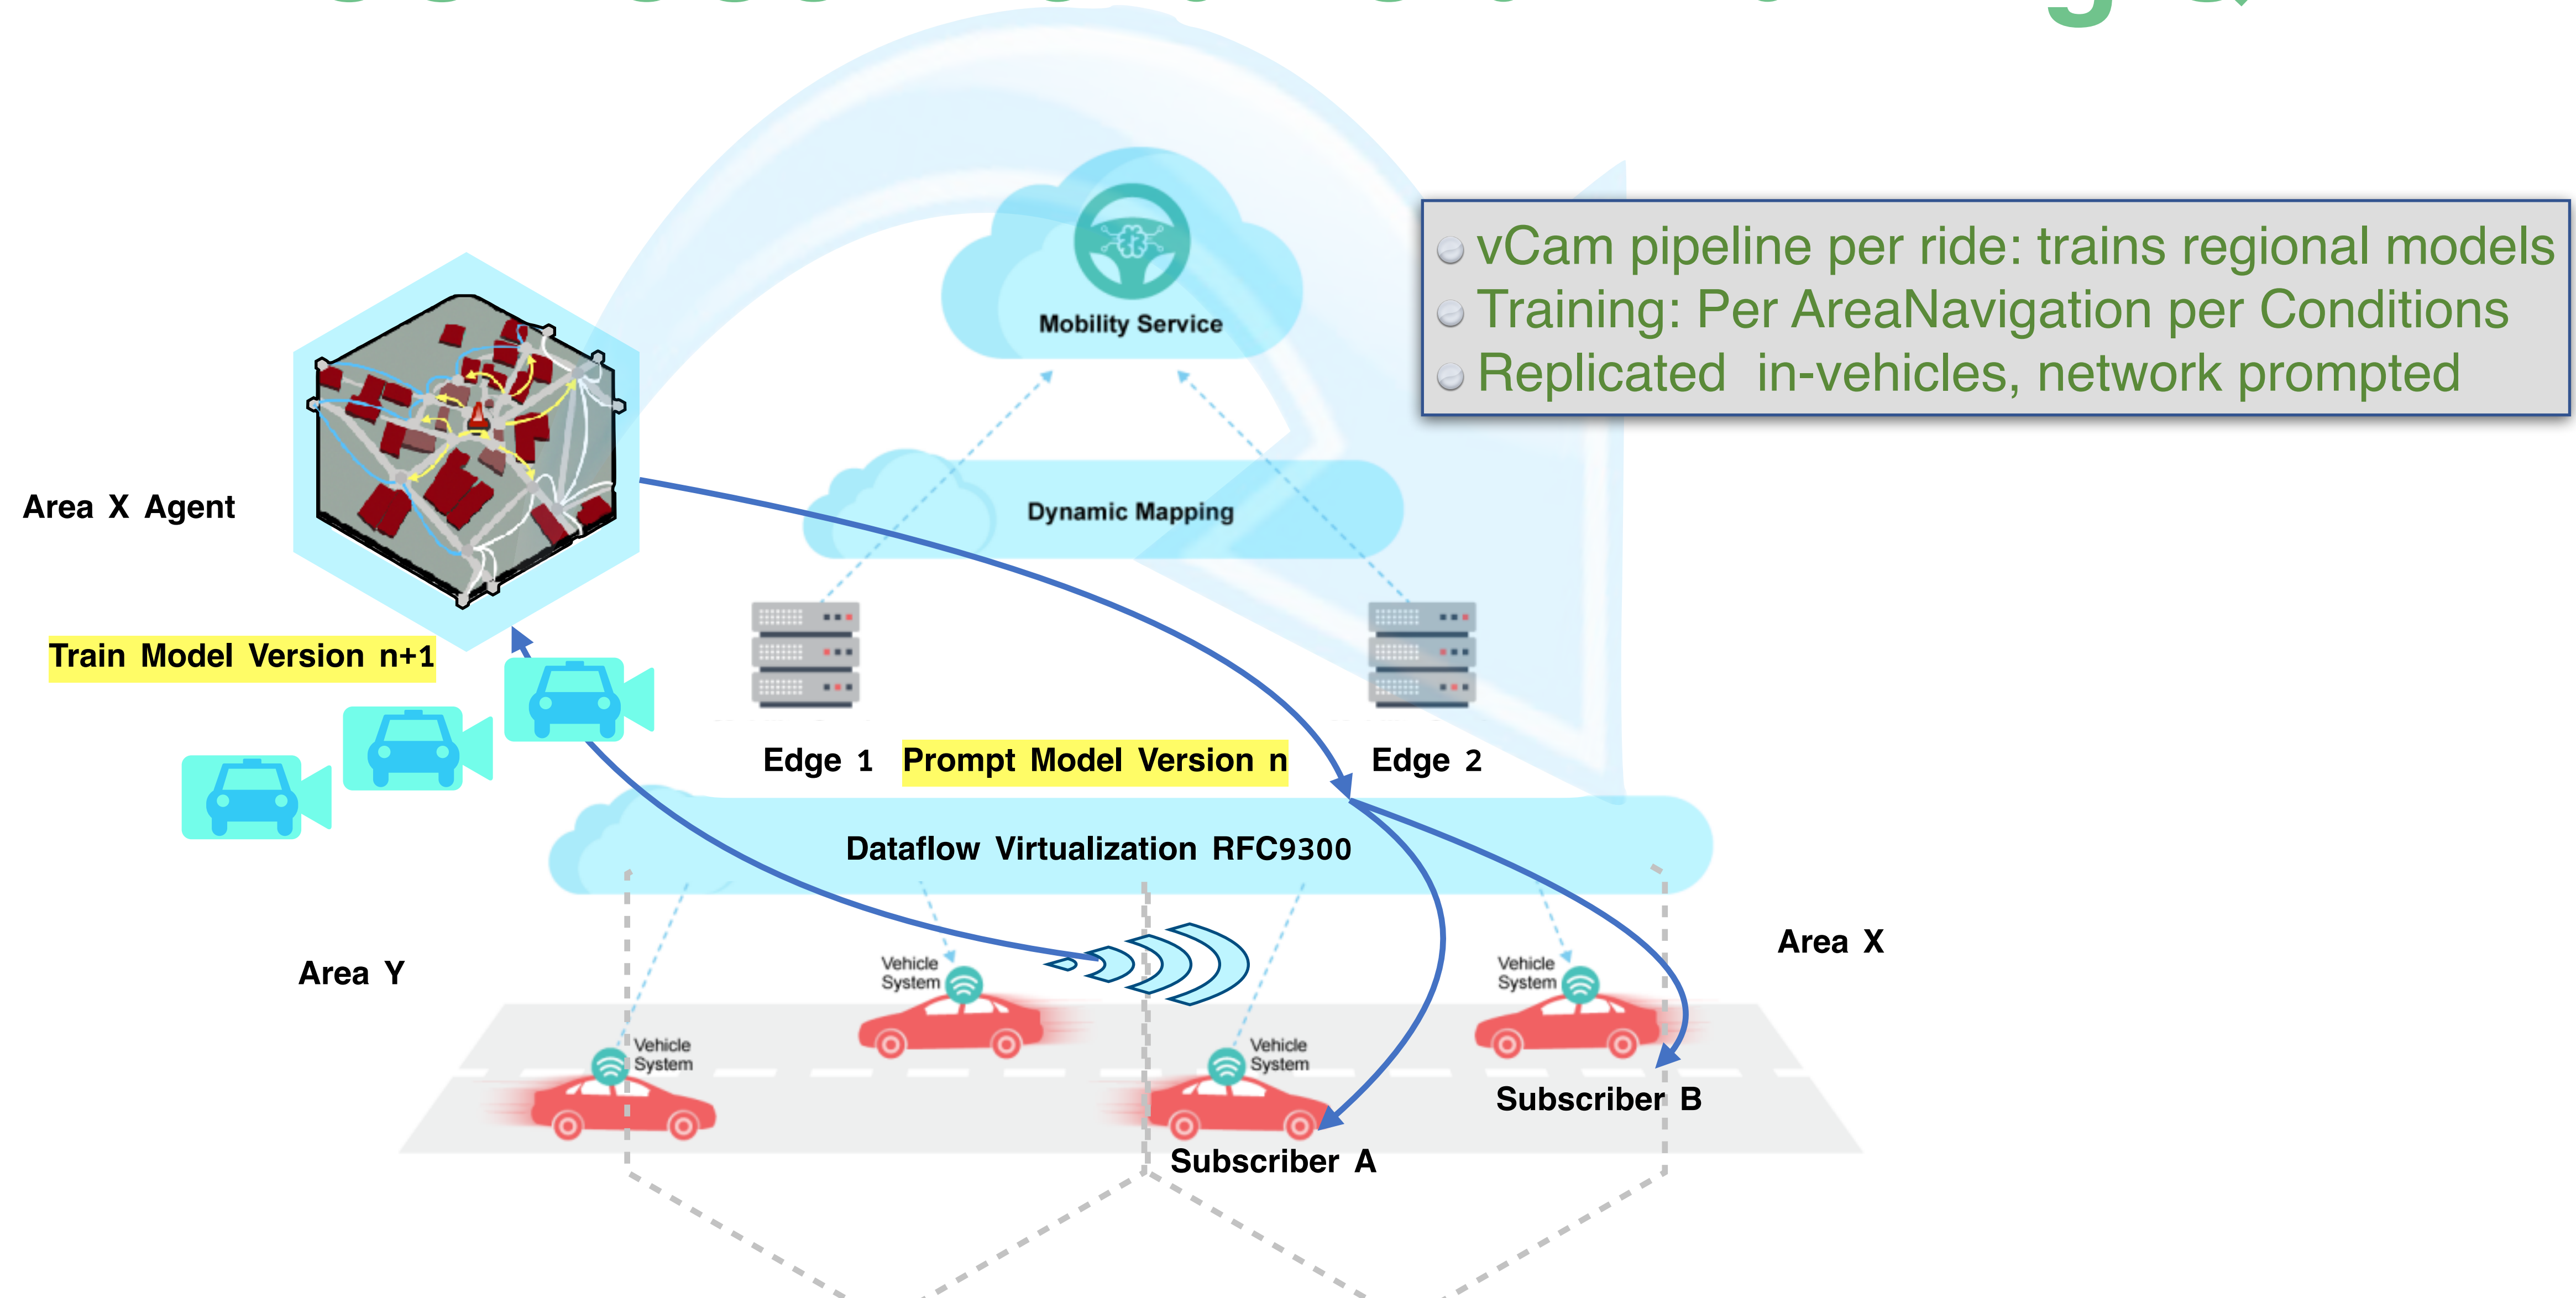 Mobility Service
vCam pipeline per ride: trains regional models
Training: Per AreaNavigation per Conditions
Replicated in-vehicles, network prompted
Area X Agent
Dynamic Mapping
Train Model Version n+1
Edge 1
Prompt Model Version n
Edge 2
Dataflow Virtualization RFC9300
Area Y
Area X
Vehicle
System
Vehicle
System
Vehicle
System
Vehicle
System
Subscriber B
Subscriber A